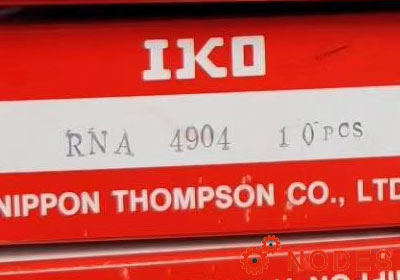 IKO
RNA 4904 10 PCS
NIPPON THOMPSON CO., LTD
NODES